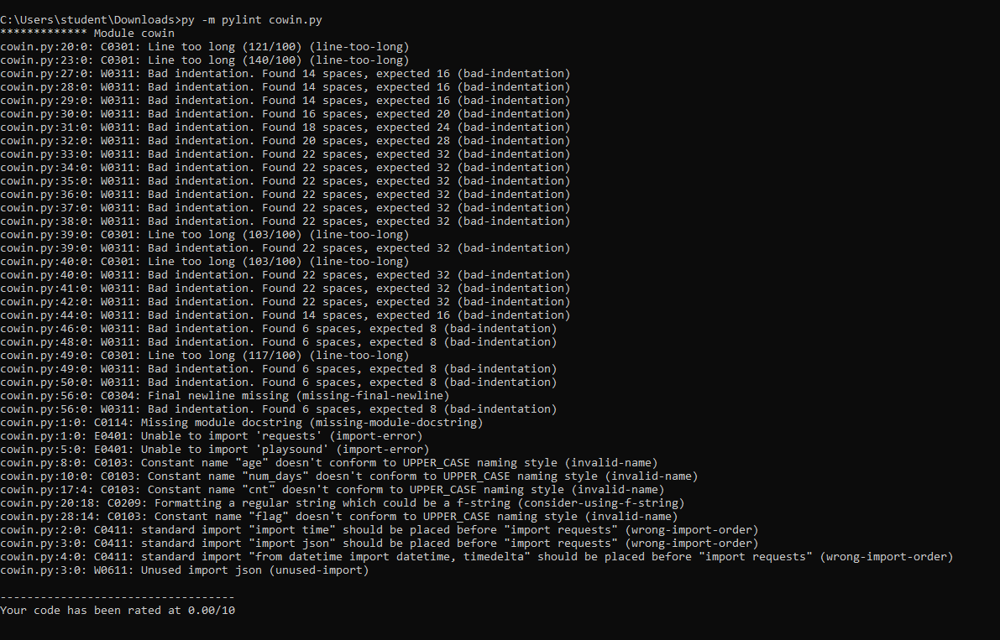 C:\Users\student\Downloads>py -m pylint cowin.py
************* Module cowin
cowin.py:20:0: C0301: Line too long (121/100) (line-too-long)
cowin.py:23:0: C0301: Line too long (140/100) (line-too-long)
cowin.py:27:0: W0311: Bad indentation. Found 14 spaces, expected 16 (bad-indentation)
cowin.py:28:0: W0311: Bad indentation. Found 14 spaces, expected 16 (bad-indentation)
cowin.py:29:0: W0311: Bad indentation. Found 14 spaces, expected 16 (bad-indentation)
cowin.py:30:0: W0311: Bad indentation. Found 16 spaces, expected 20 (bad-indentation)
cowin.py:31:0: W0311: Bad indentation. Found 18 spaces, expected 24 (bad-indentation)
cowin.py:32:0: W0311: Bad indentation. Found 20 spaces, expected 28 (bad-indentation)
cowin.py:33:0: W0311: Bad indentation. Found 22 spaces, expected 32 (bad-indentation)
cowin.py:34:0: W0311: Bad indentation. Found 22 spaces, expected 32 (bad-indentation)
cowin.py:35:0: W0311: Bad indentation. Found 22 spaces, expected 32 (bad-indentation)
cowin.py:36:0: W0311: Bad indentation. Found 22 spaces, expected 32 (bad-indentation)
cowin.py:37:0: W0311: Bad indentation. Found 22 spaces, expected 32 (bad-indentation)
cowin.py:38:0: W0311: Bad indentation. Found 22 spaces, expected 32 (bad-indentation)
cowin.py:39:0: C0301: Line too long (103/100) (line-too-long)
cowin.py:39:0: W0311: Bad indentation. Found 22 spaces, expected 32 (bad-indentation)
cowin.py:40:0: C0301: Line too long (103/100) (line-too-long)
cowin.py:40:0: W0311: Bad indentation. Found 22 spaces, expected 32 (bad-indentation)
cowin.py:41:0: W0311: Bad indentation. Found 22 spaces, expected 32 (bad-indentation)
cowin.py:42:0: W0311: Bad indentation. Found 22 spaces, expected 32 (bad-indentation)
cowin.py:44:0: W0311: Bad indentation. Found 14 spaces, expected 16 (bad-indentation)
cowin.py:46:0: W0311: Bad indentation. Found 6 spaces, expected 8 (bad-indentation)
cowin.py:48:0: W0311: Bad indentation. Found 6 spaces, expected 8 (bad-indentation)
cowin.py:49:0: C0301: Line too long (117/100) (line-too-long)
cowin.py:49:0: W0311: Bad indentation. Found 6 spaces, expected 8 (bad-indentation)
cowin.py:50:0: W0311: Bad indentation. Found 6 spaces, expected 8 (bad-indentation)
cowin.py:56:0: C0304: Final newline missing (missing-final-newline)
cowin.py:56:0: W0311: Bad indentation. Found 6 spaces, expected 8 (bad-indentation)
cowin.py:1:0: C0114: Missing module docstring (missing-module-docstring)
cowin.py:1:0: E0401: Unable to import 'requests' (import-error)
cowin.py:5:0: E0401: Unable to import 'playsound' (import-error)
cowin.py:8:0: C0103: Constant name "age" doesn't conform to UPPER_CASE naming style (invalid-name)
cowin.py:10:0: C0103: Constant name "num_days" doesn't conform to UPPER_CASE naming style (invalid-name)
cowin.py:17:4: C0103: Constant name "cnt" doesn't conform to UPPER_CASE naming style (invalid-name)
cowin.py:20:18: C0209: Formatting a regular string which could be a f-string (consider-using-f-string)
cowin.py:28:14: C0103: Constant name "flag" doesn't conform to UPPER_CASE naming style (invalid-name)
cowin.py:2:0: C0411: standard import "import time" should be placed before "import requests" (wrong-import-order)
cowin.py:3:0: C0411: standard import "import json" should be placed before "import requests" (wrong-import-order)
cowin.py:4:0: C0411: standard import "from datetime import datetime, timedelta" should be placed before "import requests" (wrong-import-order)
cowin.py:3:0: W0611: Unused import json (unused-import)
-----------------------------------
Your code has been rated at 0.00/10